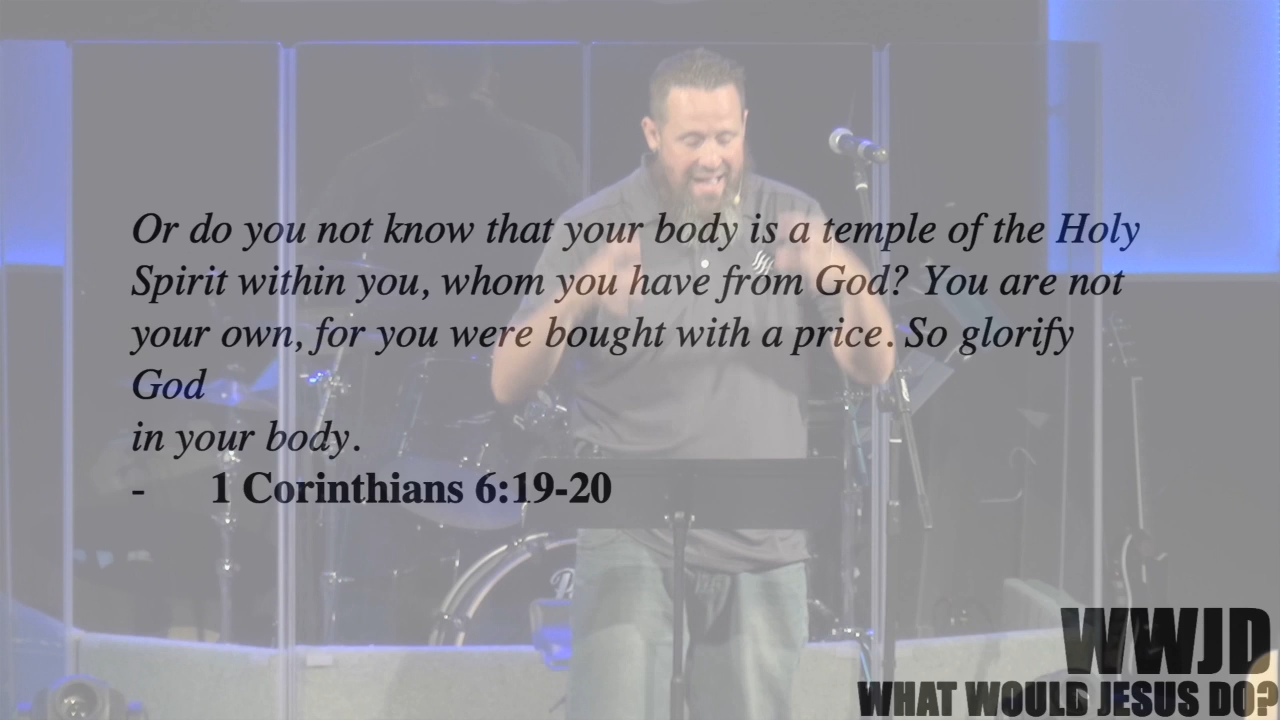 Or do you not know that your body is a temple of the Holy
Spirit within you, whom you have from God? You are not
your own, for you were bought with a price. So glorify
God
in your body.
- 1 Corinthians 6:19-20
WWJD
WHAT WOULD JESUS DO?